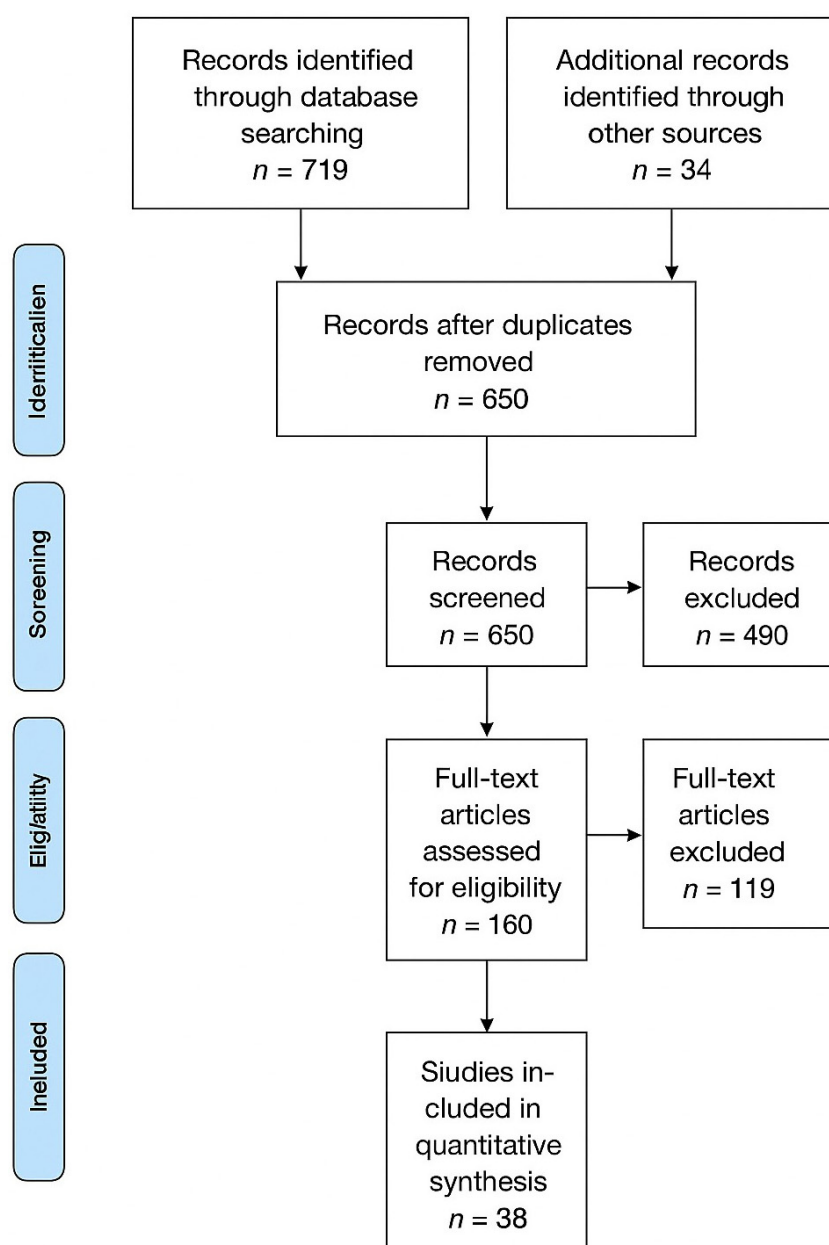 Records identified
through database
searching
n = 719
Additional records
identified through
other sources
n = 34
Iderriticalien
Records after duplicates
removed
n = 650
Soreening
Records
screened
n = 650
Records
excluded
n = 490
Elig/atiitty
Full-text
articles
assessed
for eligibility
n = 160
Full-text
articles
excluded
n = 119
Ineluded
Siudies in-
cluded in
quantitative
synthesis
n = 38